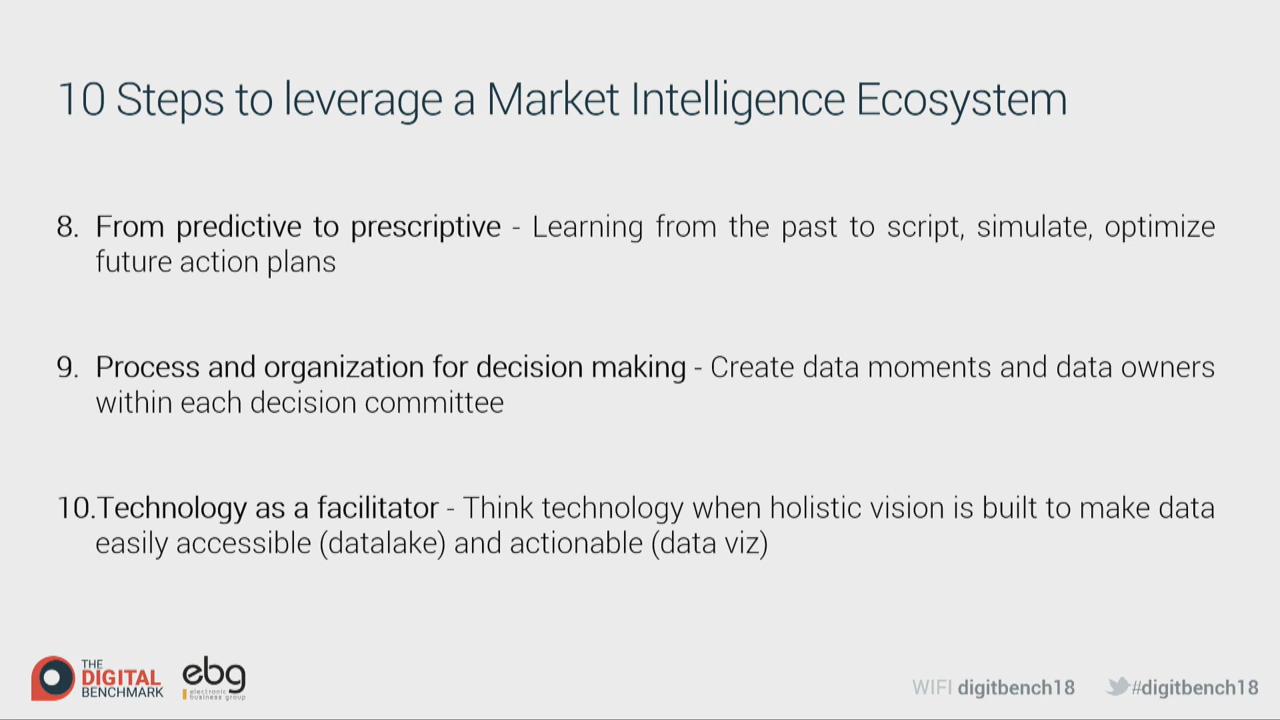 10 Steps to leverage a Market Intelligence Ecosystem
8. From predictive to prescriptive - Learning from the past to script, simulate, optimize
future action plans
9. Process and organization for decision making - Create data moments and data owners
within each decision committee
10.Technology as a facilitator - Think technology when holistic vision is built to make data
easily accessible (datalake) and actionable (data viz)
THE
DIGITAL
BENCHMARK
ebg
electronic
business group
WIFI digitbench18
#digitbench18